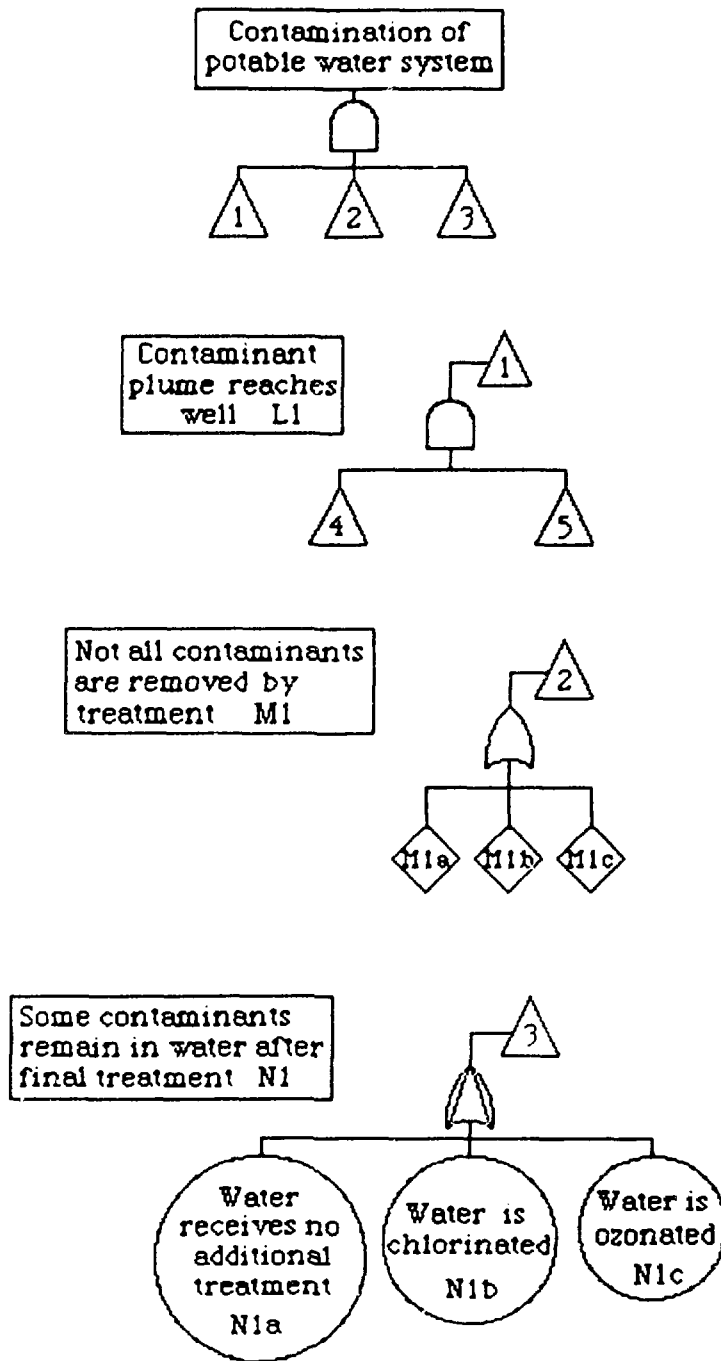 Contamination of
potable water system
1 2 3
Contaminant
plume reaches
well L1
1
4 5
Not all contaminants
are removed by
treatment M1
2
M1a M1b M1c
Some contaminants
remain in water after
final treatment N1
3
Water
receives no
additional
treatment
N1a
Water is
chlorinated
N1b
Water is
ozonated
N1c